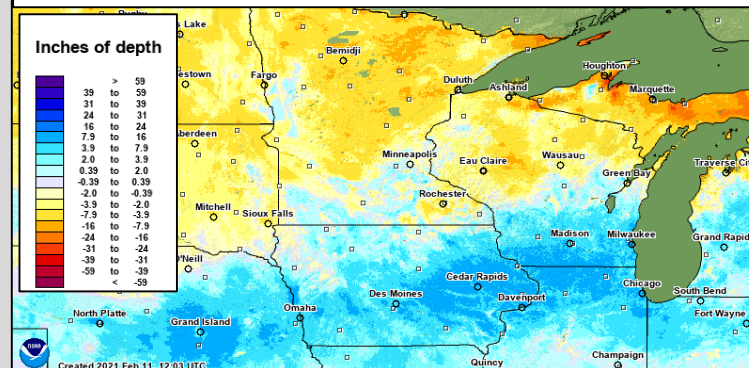 Rugby
s Lake
Inches of depth
> 59
39 to 59
31 to 39
24 to 31
16 to 24
7.9 to 16
3.9 to 7.9
2.0 to 3.9
0.39 to 2.0
-0.39 to 0.39
-2.0 to -0.39
-3.9 to -2.0
-7.9 to -3.9
-16 to -7.9
-24 to -16
-31 to -24
-39 to -31
-59 to -39
< -59
Bemidji
estown
Fargo
Duluth
Ashland
Houghton
Marquette
berdeen
Minneapolis
Eau Claire
Wausau
Green Bay
Traverse Cit
Mitchell
Sioux Falls
Rochester
Madison
Milwaukee
Grand Rapid
O'Neill
Cedar Rapids
Chicago
South Bend
North Platte
Omaha
Des Moines
Davenport
Fort Wayne
Grand Island
noaa
Quincy
Champaign
Created 2021 Feb 11, 12:03 UTC